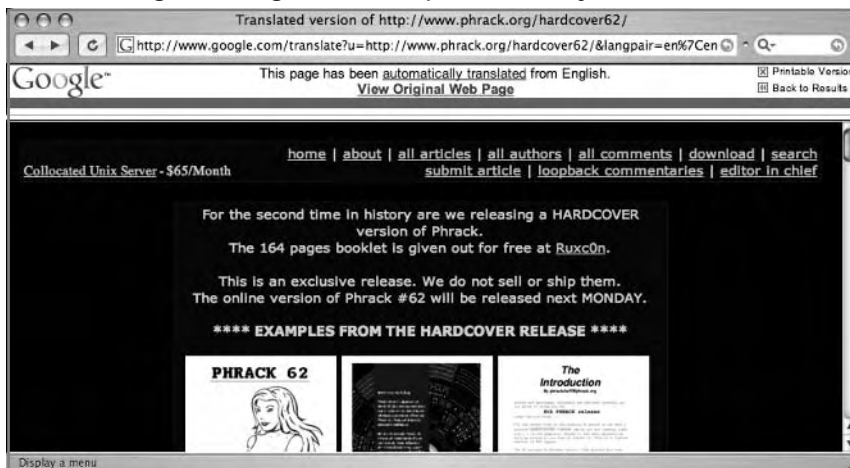 Translated version of http://www.phrack.org/hardcover62/
http://www.google.com/translate?u=http://www.phrack.org/hardcover62/&langpair=en%7Cen
Google™
This page has been automatically translated from English.
View Original Web Page
Printable Versio
Back to Results
home | about | all articles | all authors | all comments | download | search
Collocated Unix Server - $65/Month
submit article | loopback commentaries | editor in chief
For the second time in history are we releasing a HARDCOVER
version of Phrack.
The 164 pages booklet is given out for free at Ruxc0n.
This is an exclusive release. We do not sell or ship them.
The online version of Phrack #62 will be released next MONDAY.
**** EXAMPLES FROM THE HARDCOVER RELEASE ****
PHRACK 62
The
Introduction
Display a menu